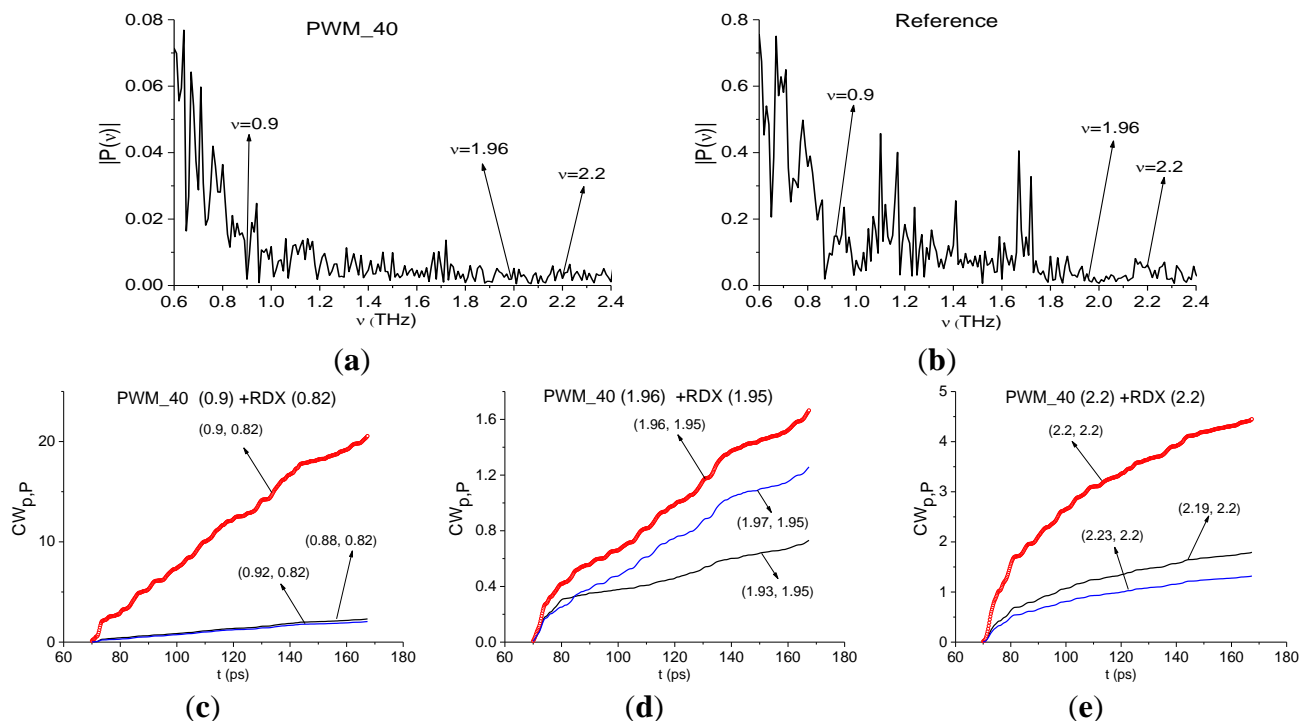 PWM_40
0.08
0.06
0.04
0.02
0.00
|P(ν)|
ν=0.9
ν=1.96
ν=2.2
0.6 0.8 1.0 1.2 1.4 1.6 1.8 2.0 2.2 2.4
ν (THz)
(a)
Reference
0.8
0.6
0.4
0.2
0.0
|P(ν)|
ν=0.9
ν=1.96
ν=2.2
0.6 0.8 1.0 1.2 1.4 1.6 1.8 2.0 2.2 2.4
ν (THz)
(b)
PWM_40 (0.9) +RDX (0.82)
20
10
0
CWp,P
(0.9, 0.82)
(0.88, 0.82)
(0.92, 0.82)
60 80 100 120 140 160 180
t (ps)
(c)
PWM_40 (1.96) +RDX (1.95)
1.6
1.2
0.8
0.4
0.0
CWp,P
(1.96, 1.95)
(1.97, 1.95)
(1.93, 1.95)
60 80 100 120 140 160 180
t (ps)
(d)
5
PWM_40 (2.2) +RDX (2.2)
4
3
2
1
0
CWp,P
(2.2, 2.2)
(2.19, 2.2)
(2.23, 2.2)
60 80 100 120 140 160 180
t (ps)
(e)